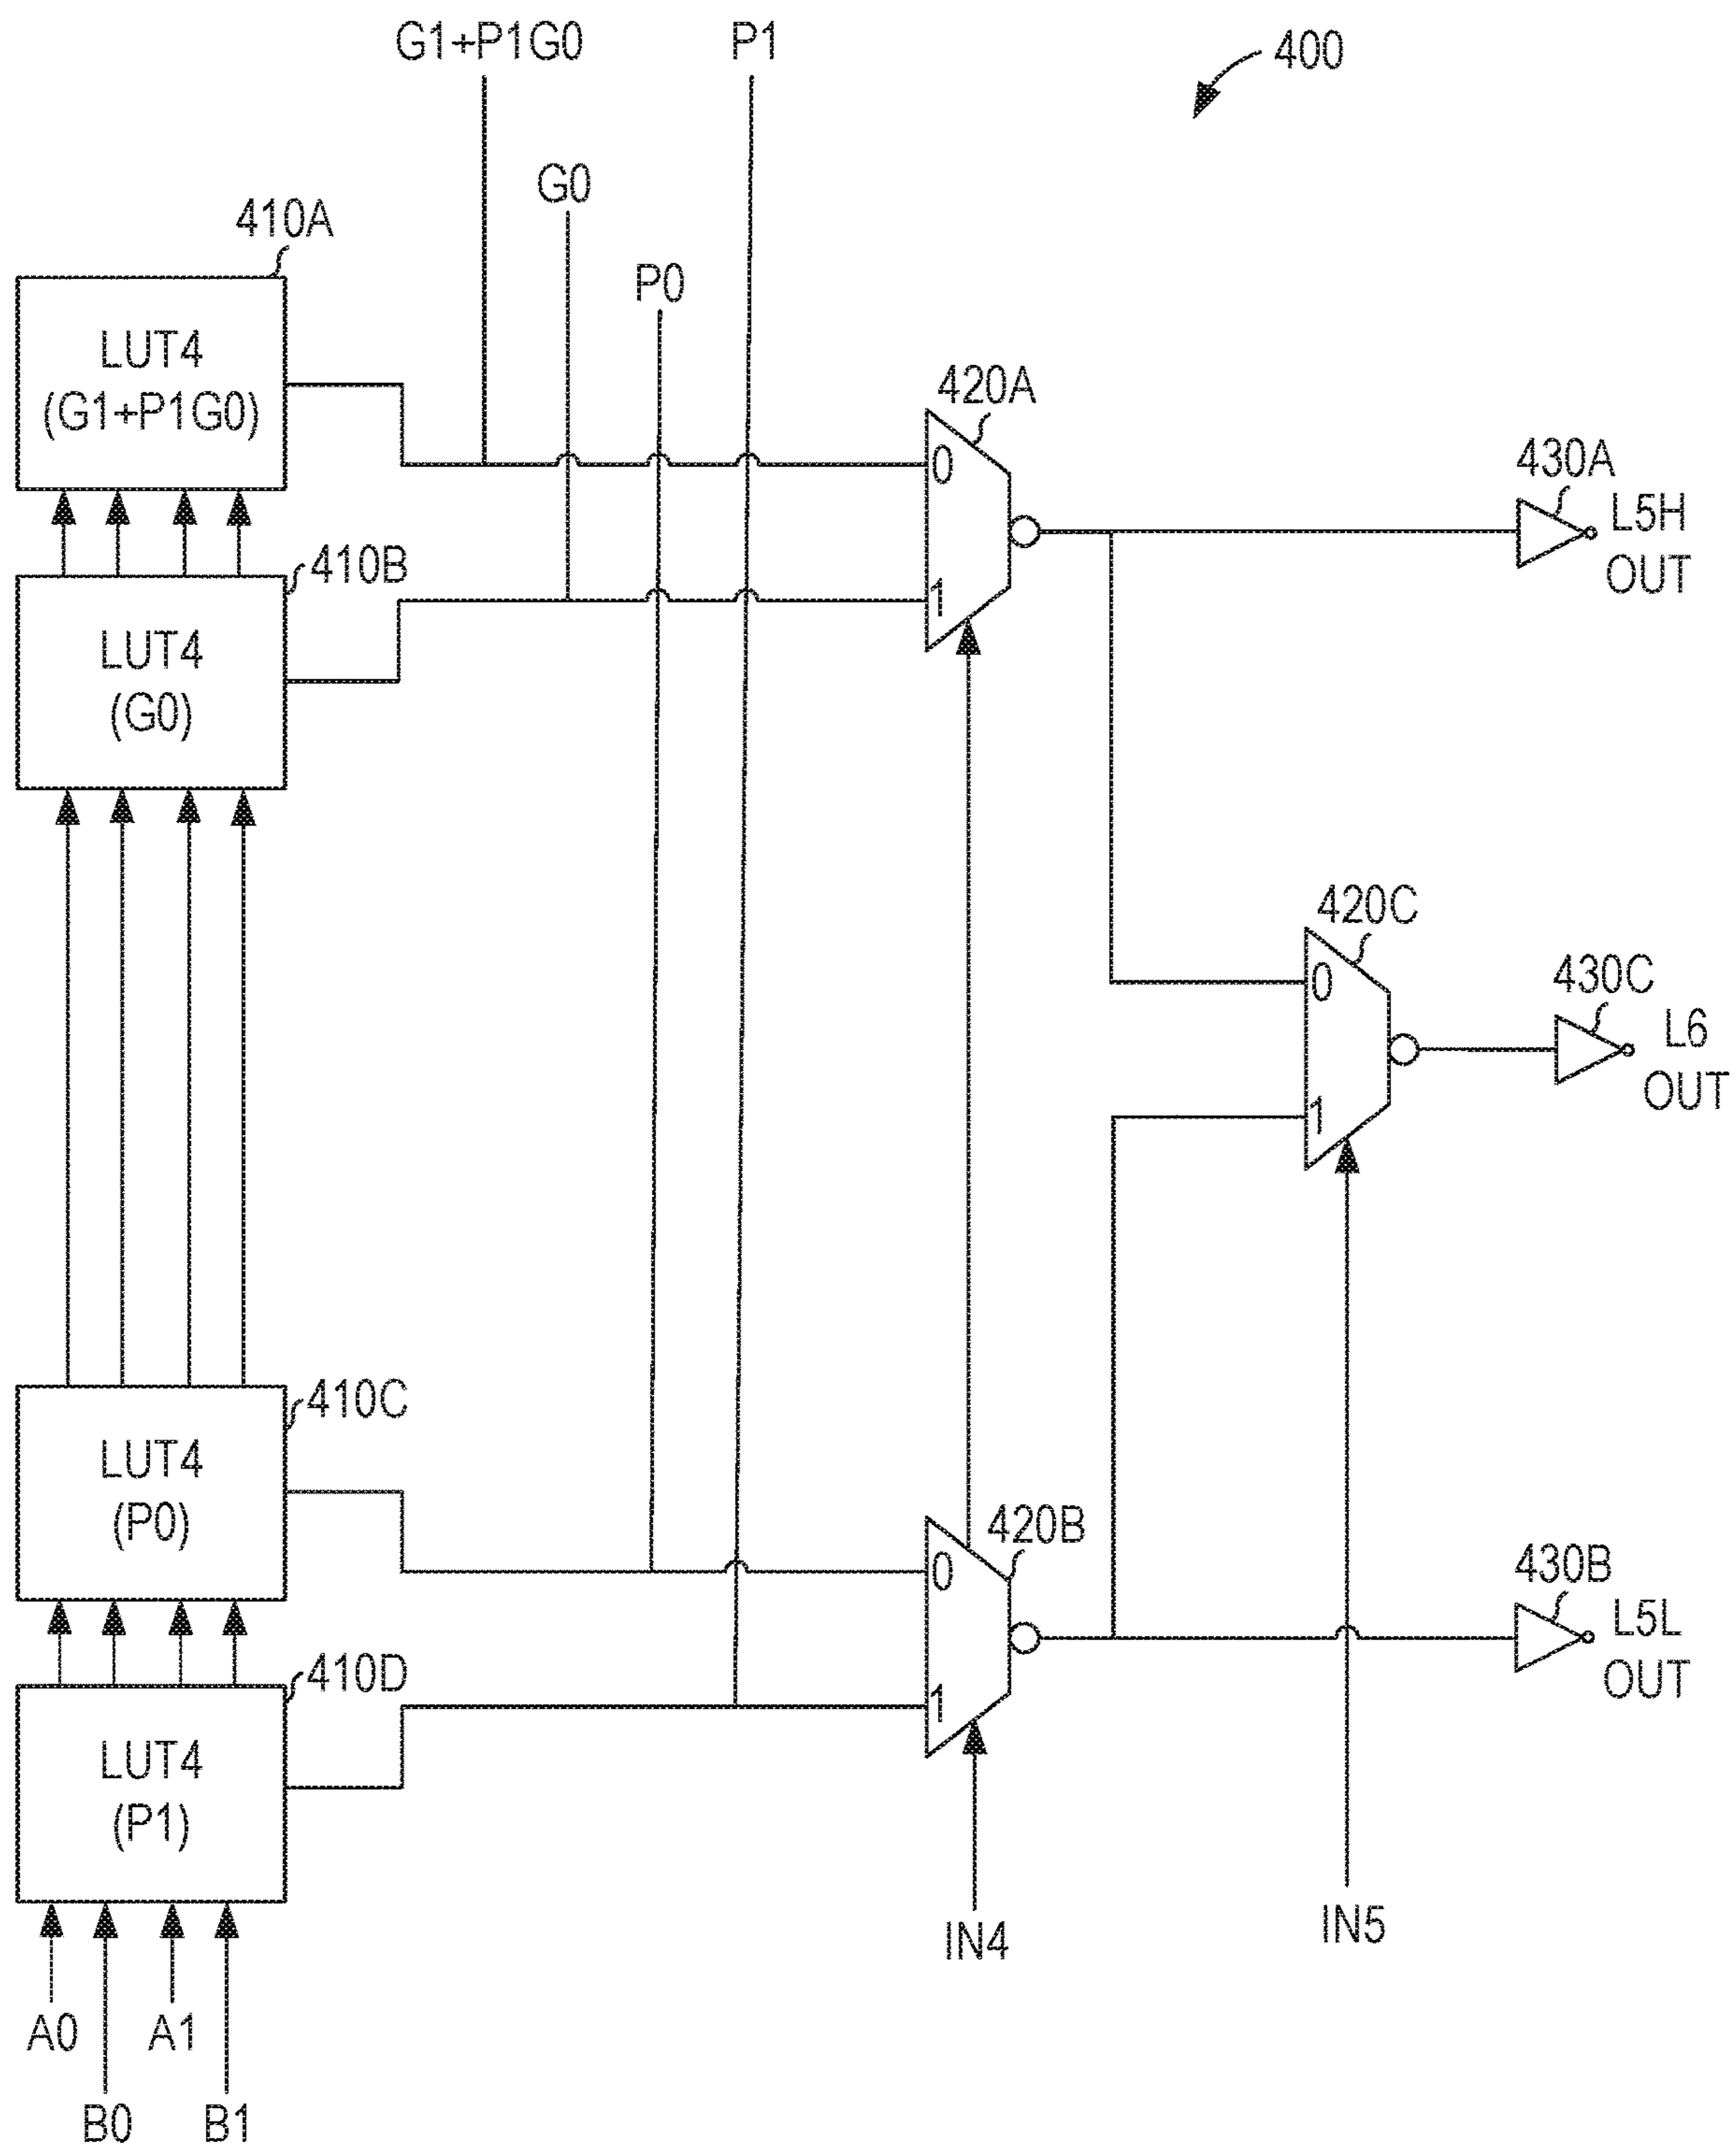 G1+P1G0
P1
400
G0
410A
P0
LUT4
(G1+P1G0)
420A
0
430A
L5H
OUT
410B
1
LUT4
(G0)
420C
0
430C
L6
OUT
1
410C
LUT4
(P0)
420B
0
430B
L5L
OUT
410D
1
LUT4
(P1)
IN4
IN5
A0
A1
B0
B1